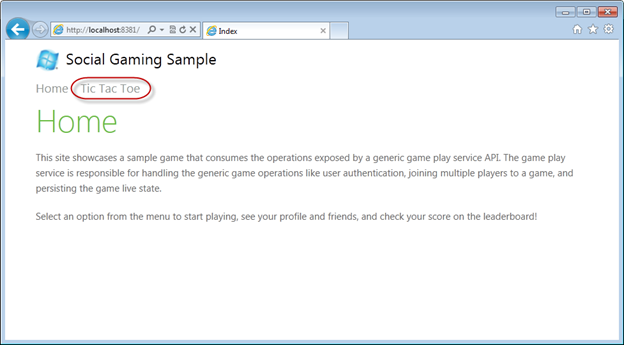 http://localhost:8381/
Index
Social Gaming Sample
Home Tic Tac Toe
Home
This site showcases a sample game that consumes the operations exposed by a generic game play service API. The game play
service is responsible for handling the generic game operations like user authentication, joining multiple players to a game, and
persisting the game live state.
Select an option from the menu to start playing, see your profile and friends, and check your score on the leaderboard!